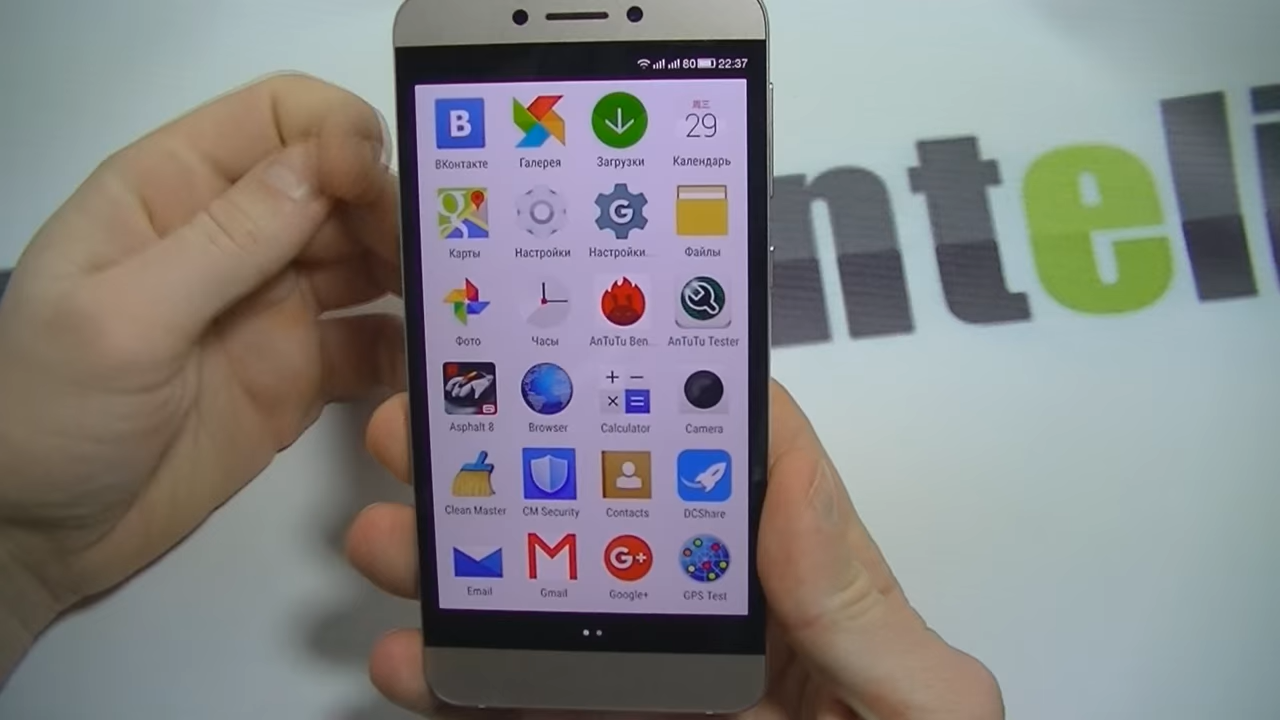 80 22:37
B
周三
29
ВКонтакте Галерея Загрузки Календарь
G
Карты Настройки Настройки... Файлы
Фото Часы AnTuTu Ben... AnTuTu Tester
Asphalt 8 Browser Calculator Camera
Clean Master CM Security Contacts DCShare
G+
Email Gmail Google+ GPS Test
nteli